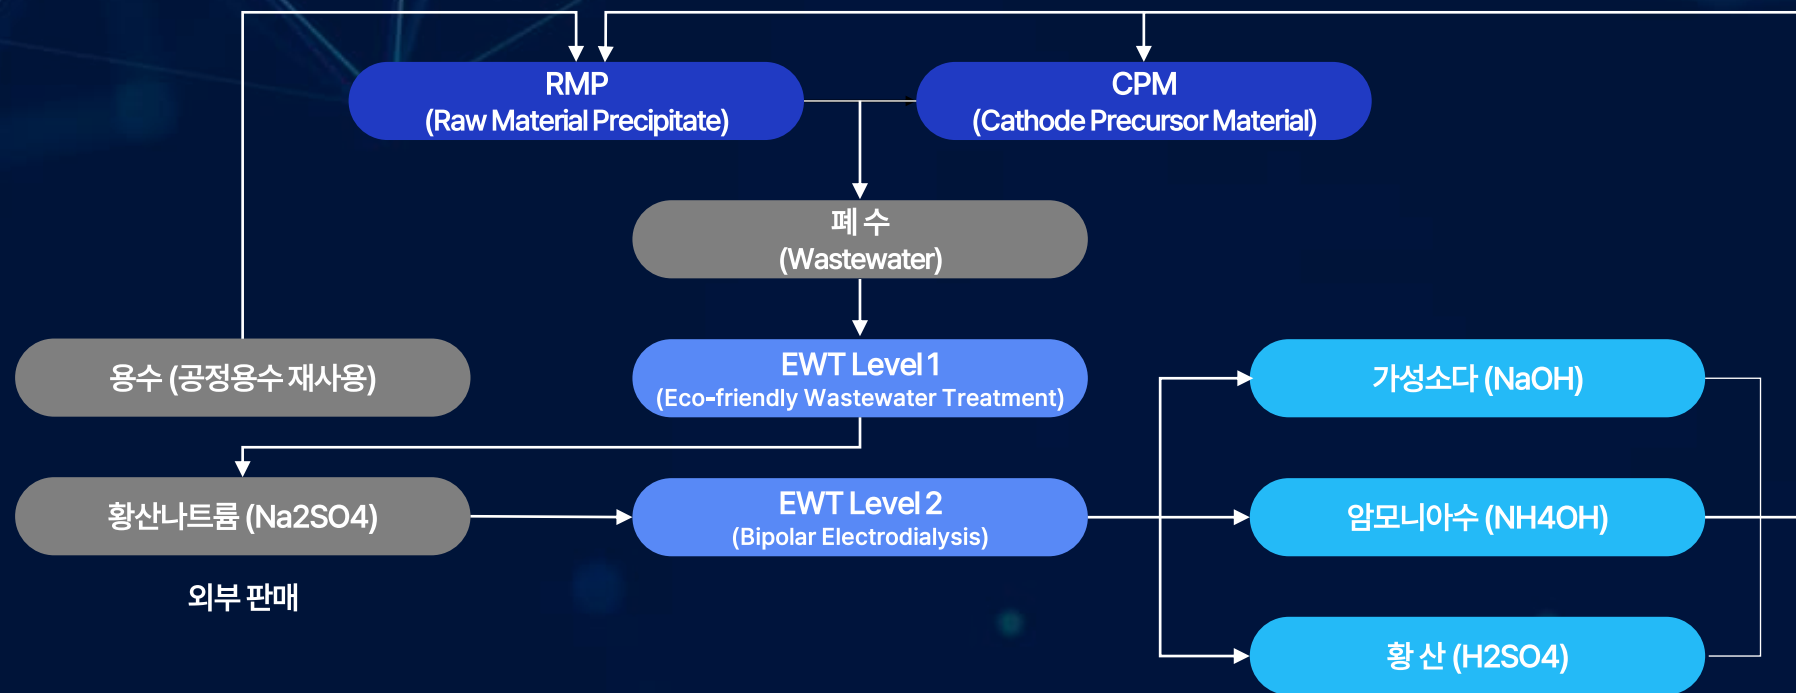 RMP
(Raw Material Precipitate)
CPM
(Cathode Precursor Material)
폐 수
(Wastewater)
용수 (공정용수 재사용)
EWT Level 1
(Eco-friendly Wastewater Treatment)
가성소다 (NaOH)
황산나트륨 (Na2SO4)
EWT Level 2
(Bipolar Electrodialysis)
암모니아수 (NH4OH)
외부 판매
황 산 (H2SO4)